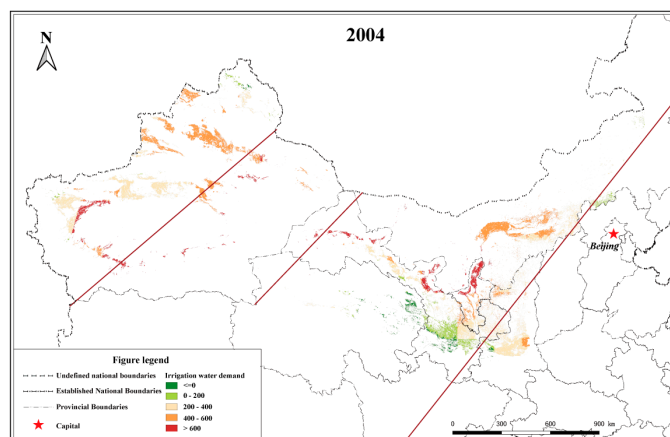 2004
N
Beijing
Figure legend
Undefined national boundaries
Established National Boundaries
Provincial Boundaries
Capital
Irrigation water demand
<=0
0 - 200
200 - 400
400 - 600
> 600
0 300 600 900 km